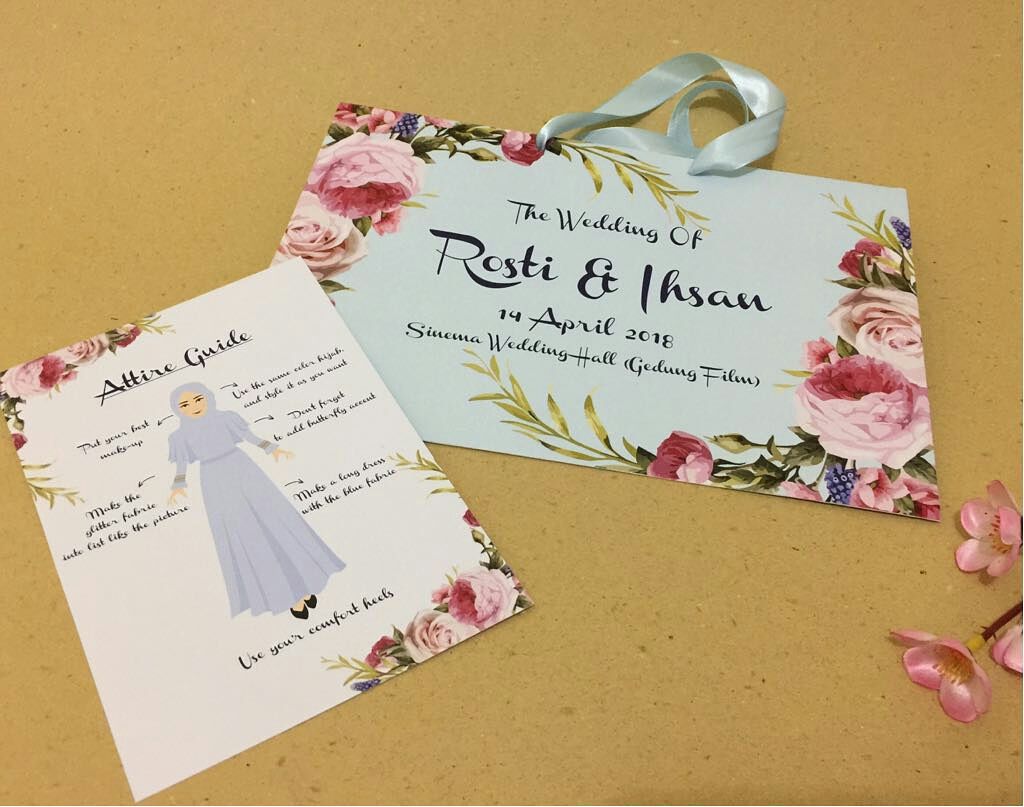 The Wedding Of
Rosti & Ihsan
14 April 2018
Sinema Wedding Hall (Gedung Film)
Attire Guide
Use the same color hijab,
and style it as you want
Put your best
make-up
Dont forget
to add butterfly accent
Make the
glitter fabric
into list like the picture
Make a long dress
with the blue fabric
Use your comfort heels